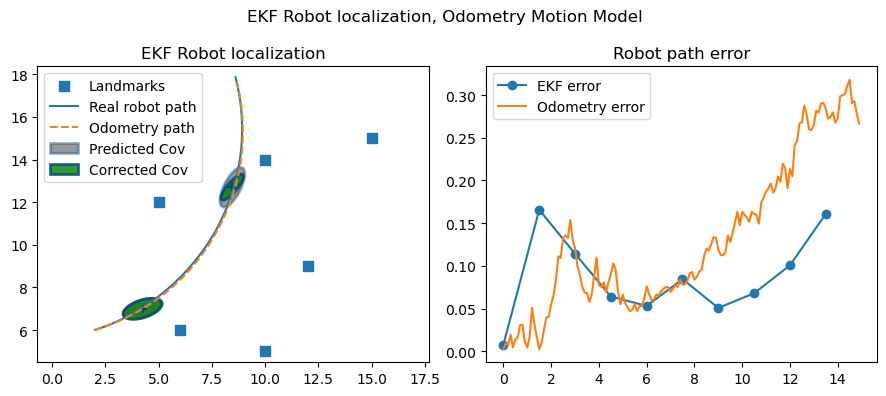 EKF Robot localization, Odometry Motion Model
EKF Robot localization
Landmarks
Real robot path
Odometry path
Predicted Cov
Corrected Cov
18
16
14
12
10
8
6
0.0 2.5 5.0 7.5 10.0 12.5 15.0 17.5
Robot path error
EKF error
Odometry error
0.30
0.25
0.20
0.15
0.10
0.05
0.00
0 2 4 6 8 10 12 14